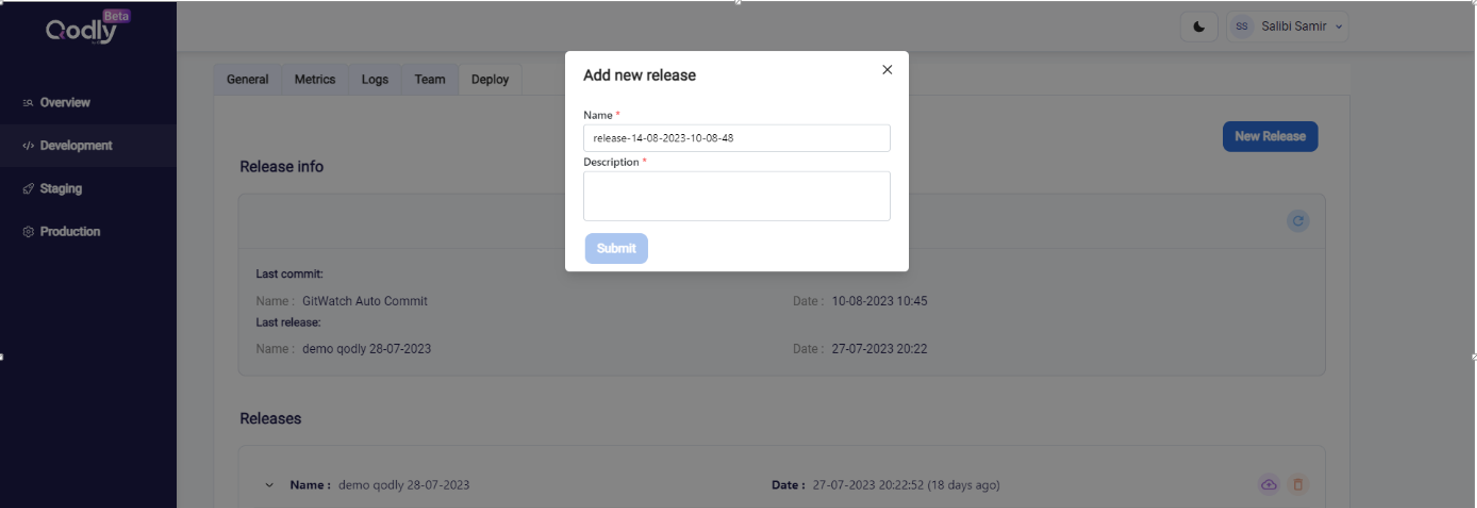 Qodly Beta
SS Salibi Samir
Overview
Development
Staging
Production
General Metrics Logs Team Deploy
Add new release
Name *
release-14-08-2023-10-08-48
Description *
Submit
New Release
Release info
Last commit:
Name : GitWatch Auto Commit Date : 10-08-2023 10:45
Last release:
Name : demo qodly 28-07-2023 Date : 27-07-2023 20:22
Releases
Name : demo qodly 28-07-2023 Date : 27-07-2023 20:22:52 (18 days ago)